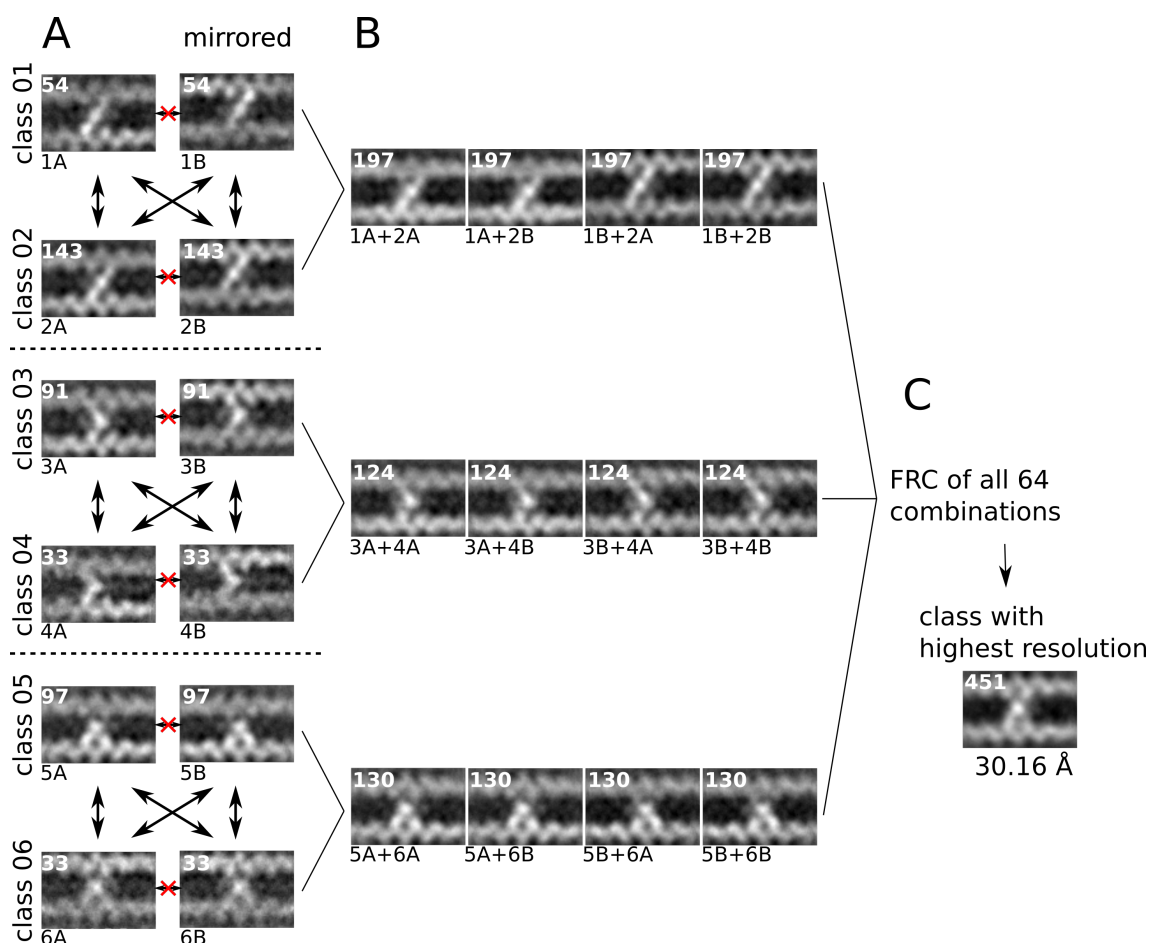 A
mirrored
B
class 01
54
54
1A
1B
class 02
143
143
2A
2B
197
197
197
197
1A+2A
1A+2B
1B+2A
1B+2B
class 03
91
91
3A
3B
class 04
33
33
4A
4B
124
124
124
124
3A+4A
3A+4B
3B+4A
3B+4B
class 05
97
97
5A
5B
class 06
33
33
6A
6B
130
130
130
130
5A+6A
5A+6B
5B+6A
5B+6B
C
FRC of all 64
combinations
class with
highest resolution
451
30.16 Å